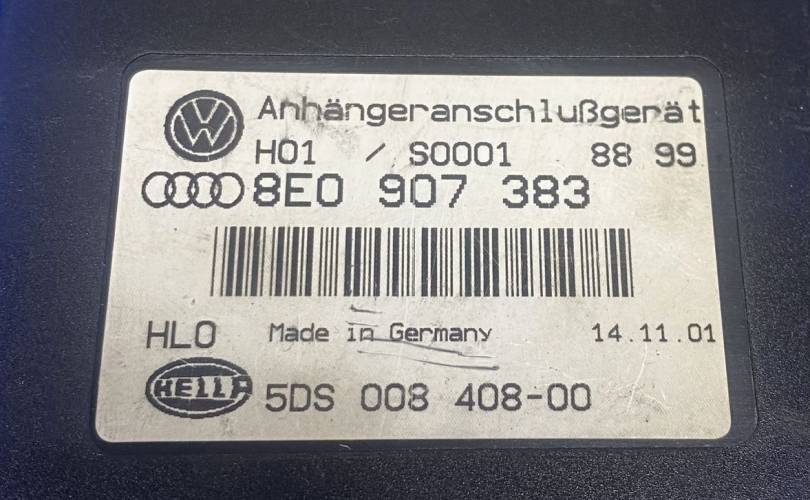 Anhängeranschlußgerät
H01 / S0001 88 99
8E0 907 383
HLO Made in Germany 14.11.01
HELLA 5DS 008 408-00